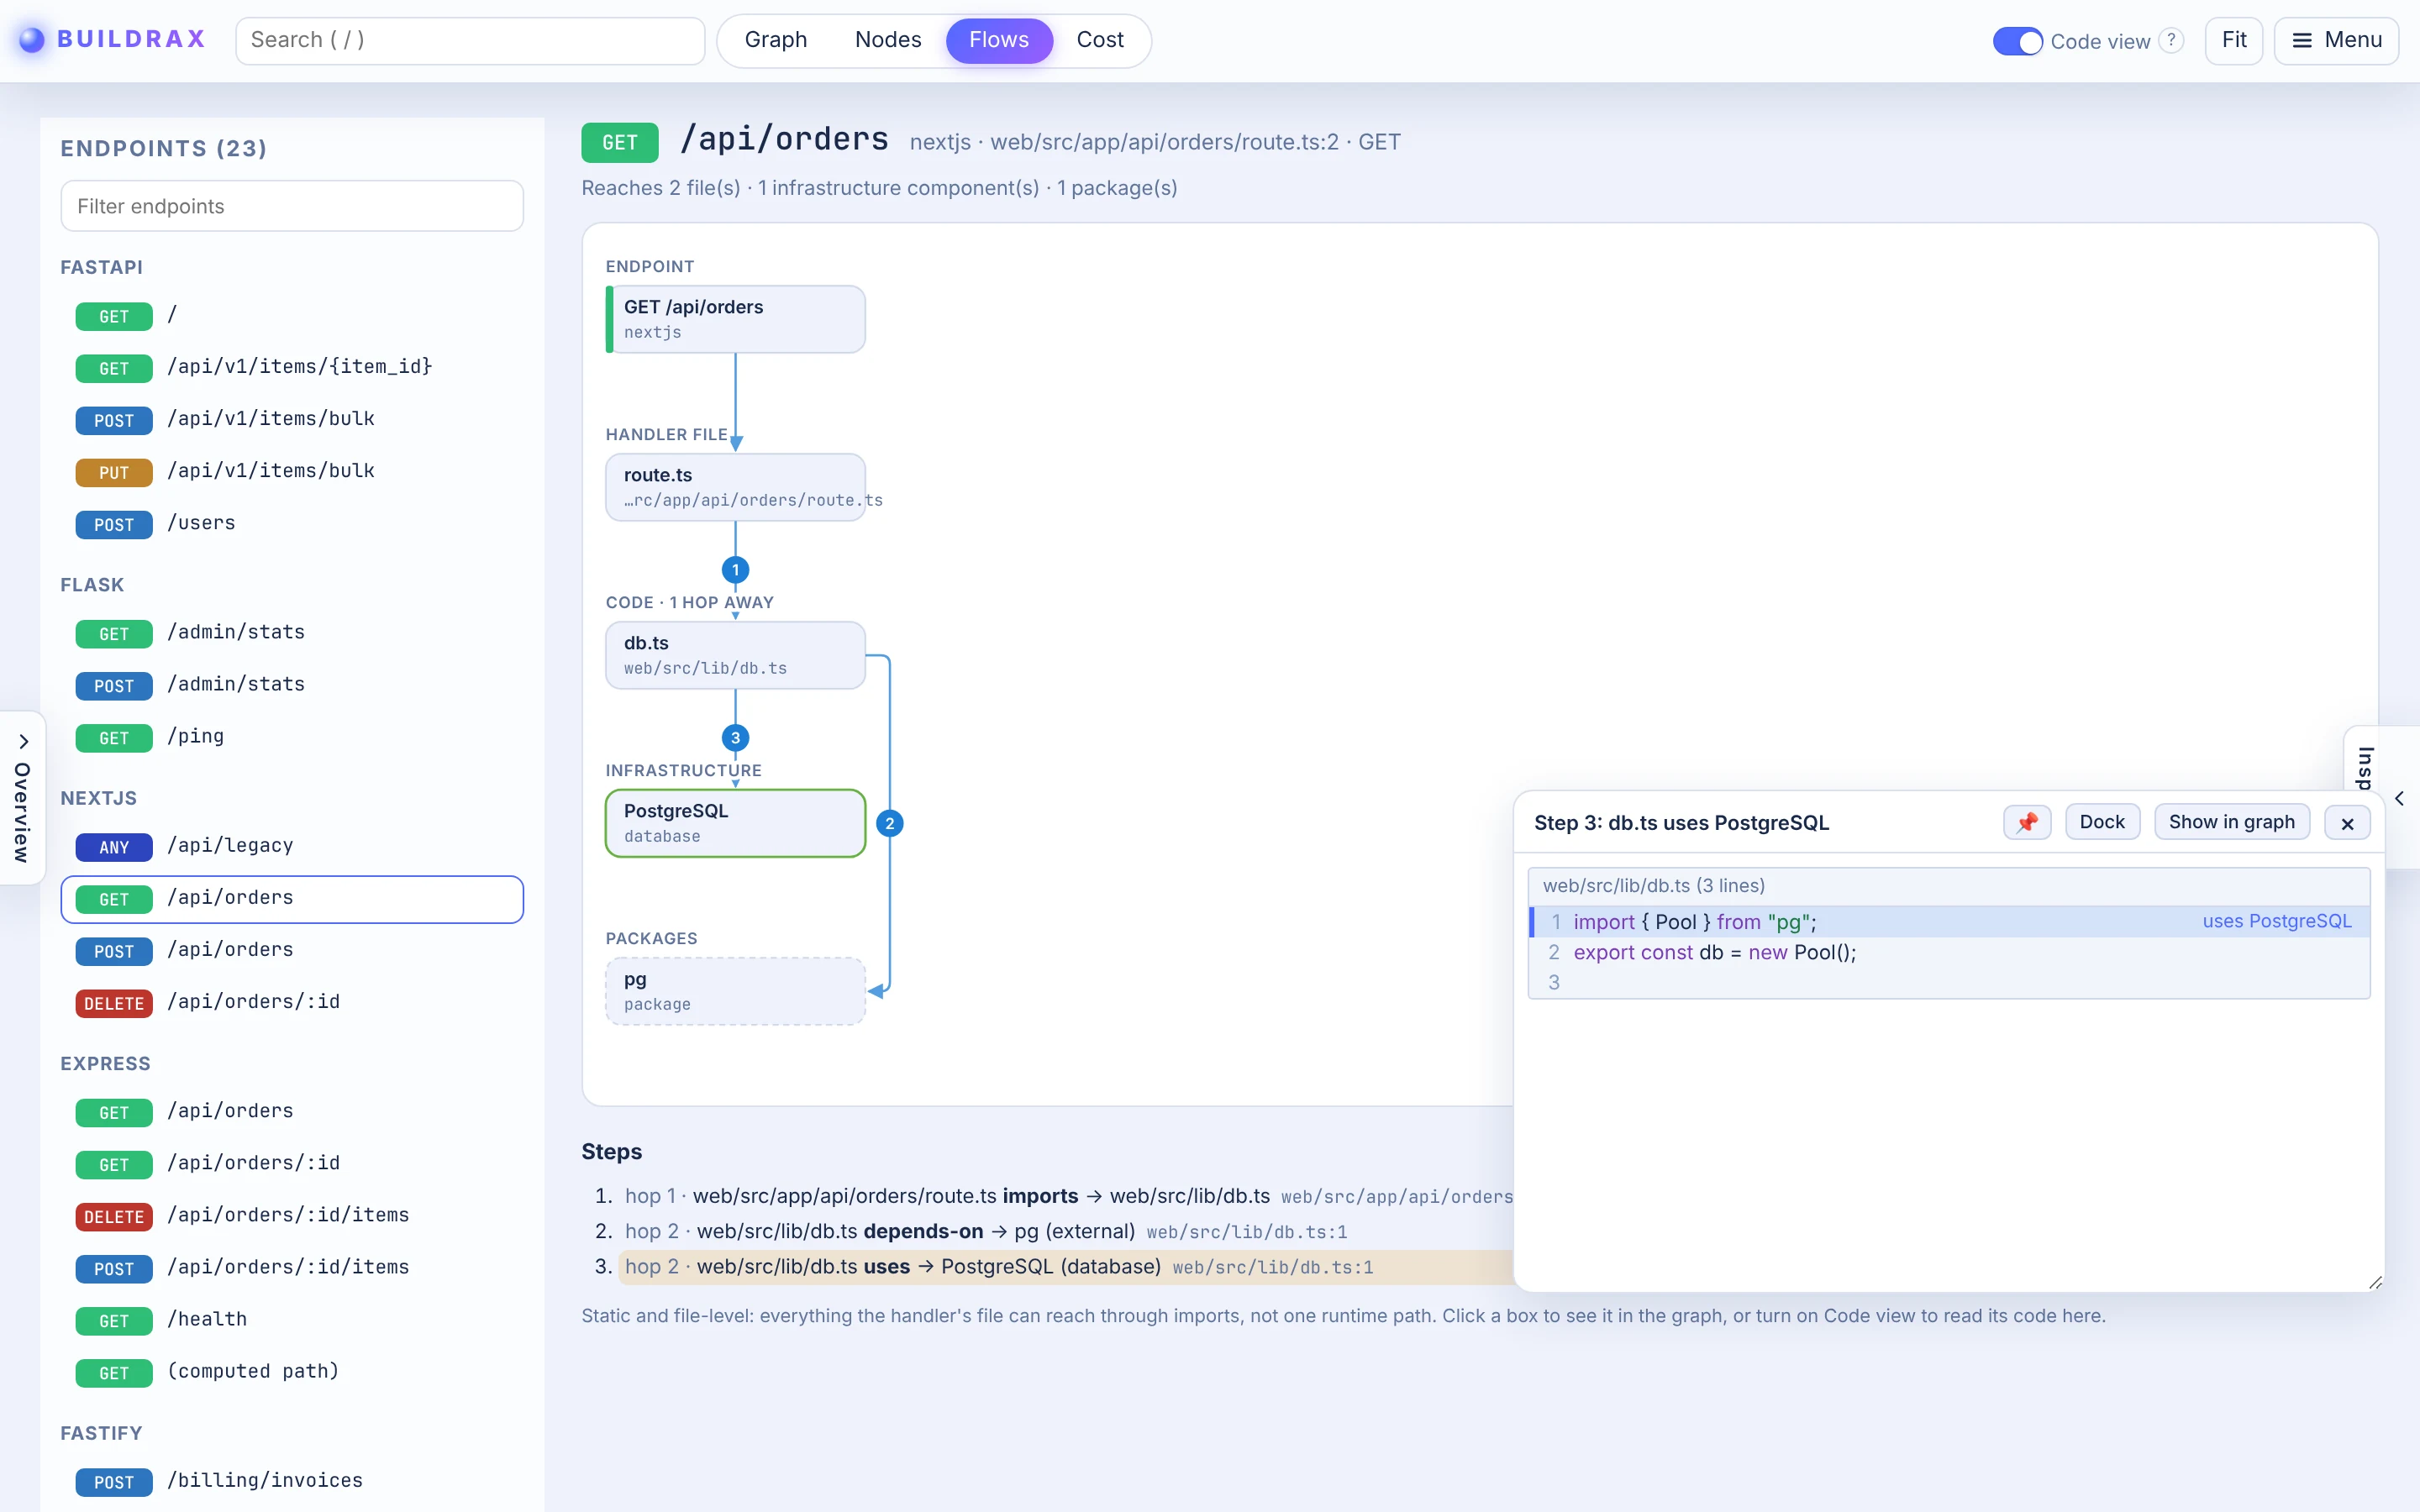 BUILDRAX
Search ( / )
Graph Nodes Flows Cost
Code view ? Fit Menu
ENDPOINTS (23)
Filter endpoints
FASTAPI
GET /
GET /api/v1/items/{item_id}
POST /api/v1/items/bulk
PUT /api/v1/items/bulk
POST /users
FLASK
GET /admin/stats
POST /admin/stats
GET /ping
NEXTJS
ANY /api/legacy
GET /api/orders
POST /api/orders
DELETE /api/orders/:id
EXPRESS
GET /api/orders
GET /api/orders/:id
DELETE /api/orders/:id/items
POST /api/orders/:id/items
GET /health
GET (computed path)
FASTIFY
POST /billing/invoices
Overview
GET /api/orders nextjs · web/src/app/api/orders/route.ts:2 · GET
Reaches 2 file(s) · 1 infrastructure component(s) · 1 package(s)
ENDPOINT
GET /api/orders
nextjs
HANDLER FILE
route.ts
…rc/app/api/orders/route.ts
1
CODE · 1 HOP AWAY
db.ts
web/src/lib/db.ts
3
INFRASTRUCTURE
PostgreSQL
database
2
PACKAGES
pg
package
Steps
1. hop 1 · web/src/app/api/orders/route.ts imports → web/src/lib/db.ts web/src/app/api/orders
2. hop 2 · web/src/lib/db.ts depends-on → pg (external) web/src/lib/db.ts:1
3. hop 2 · web/src/lib/db.ts uses → PostgreSQL (database) web/src/lib/db.ts:1
Static and file-level: everything the handler's file can reach through imports, not one runtime path. Click a box to see it in the graph, or turn on Code view to read its code here.
Insp
Step 3: db.ts uses PostgreSQL 📌 Dock Show in graph ×
web/src/lib/db.ts (3 lines)
1 import { Pool } from "pg"; uses PostgreSQL
2 export const db = new Pool();
3